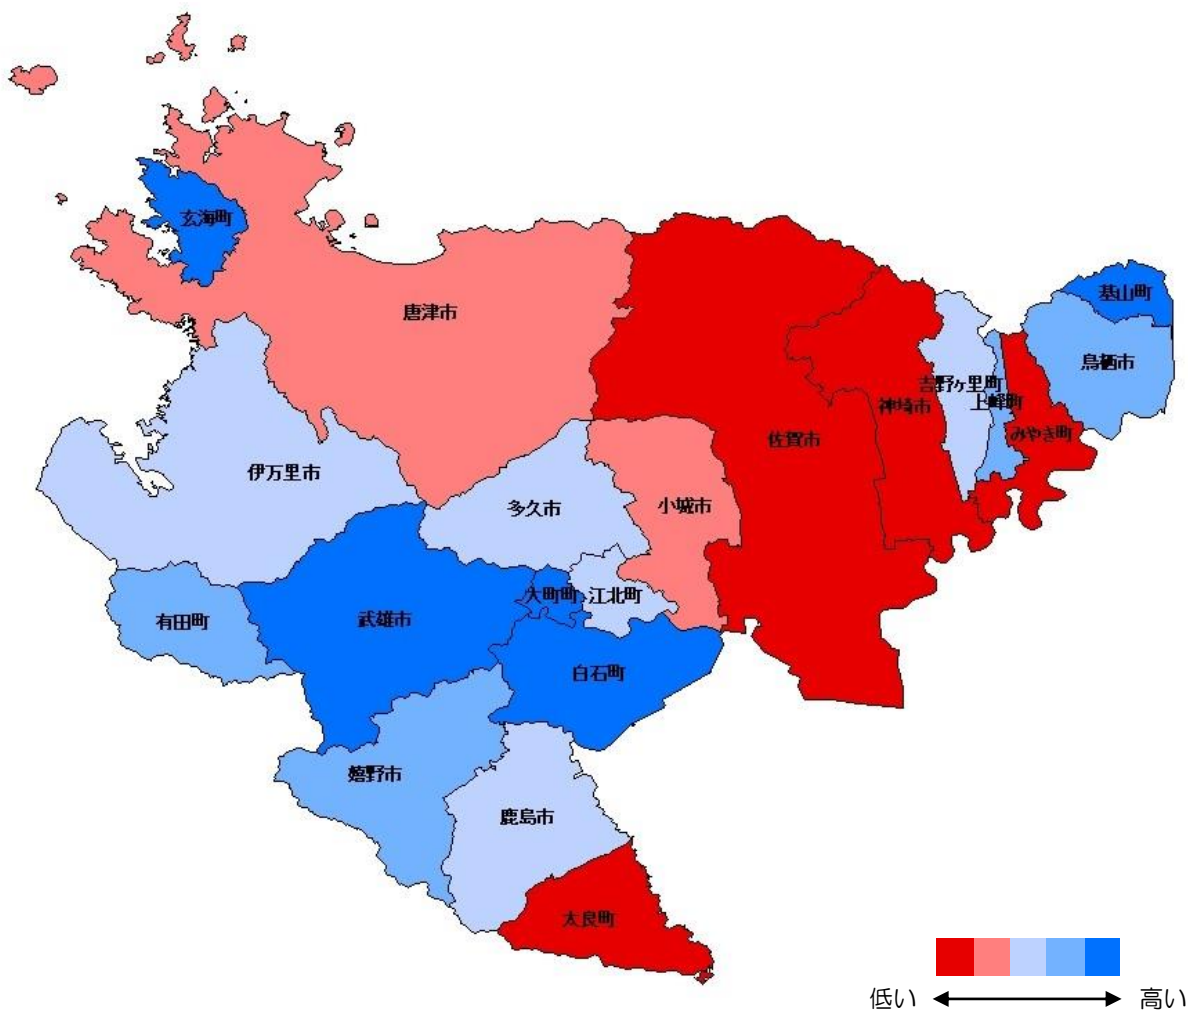 玄海町
唐津市
基山町
鳥栖市
吉野ヶ里町
上峰町
神埼市
みやき町
佐賀市
伊万里市
多久市
小城市
大町町
江北町
有田町
武雄市
白石町
嬉野市
鹿島市
太良町
低い
高い